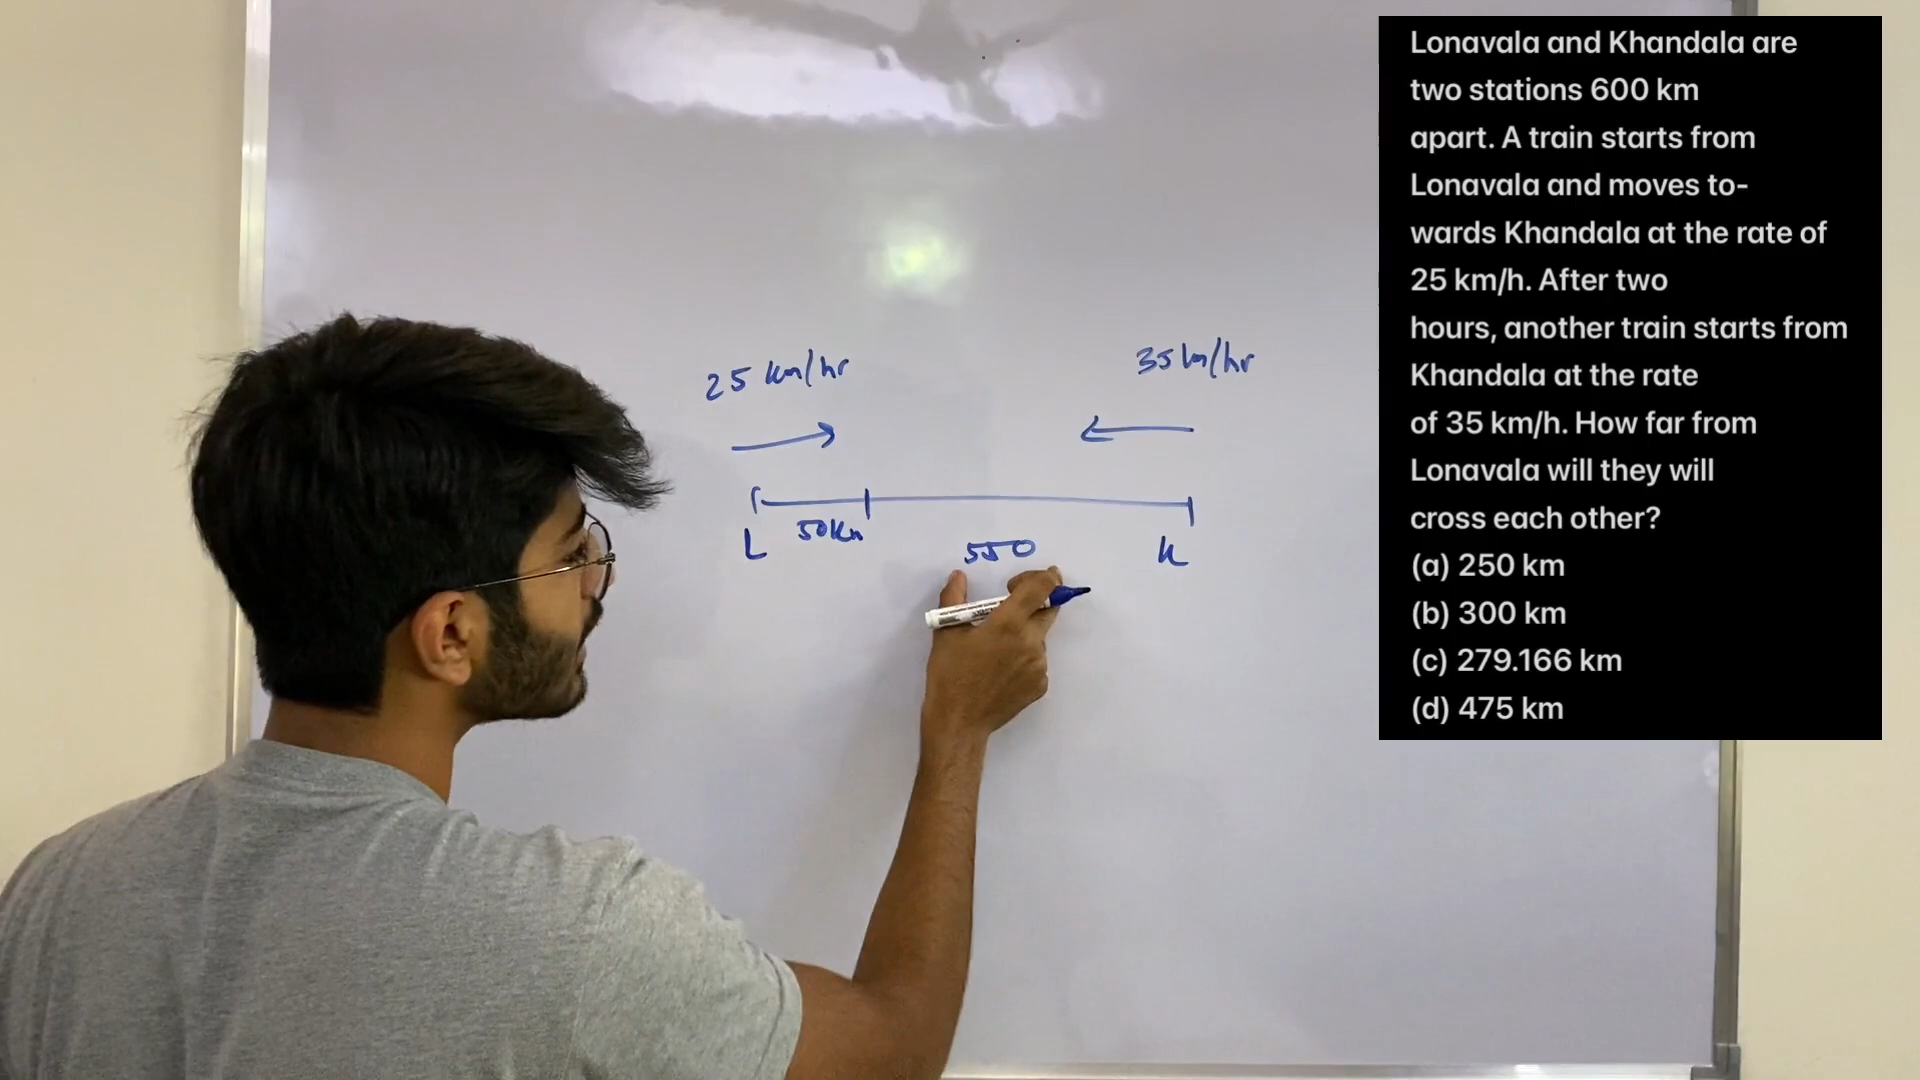 25 km/hr
35 km/hr
L
50km
550
K
Lonavala and Khandala are
two stations 600 km
apart. A train starts from
Lonavala and moves to-
wards Khandala at the rate of
25 km/h. After two
hours, another train starts from
Khandala at the rate
of 35 km/h. How far from
Lonavala will they will
cross each other?
(a) 250 km
(b) 300 km
(c) 279.166 km
(d) 475 km